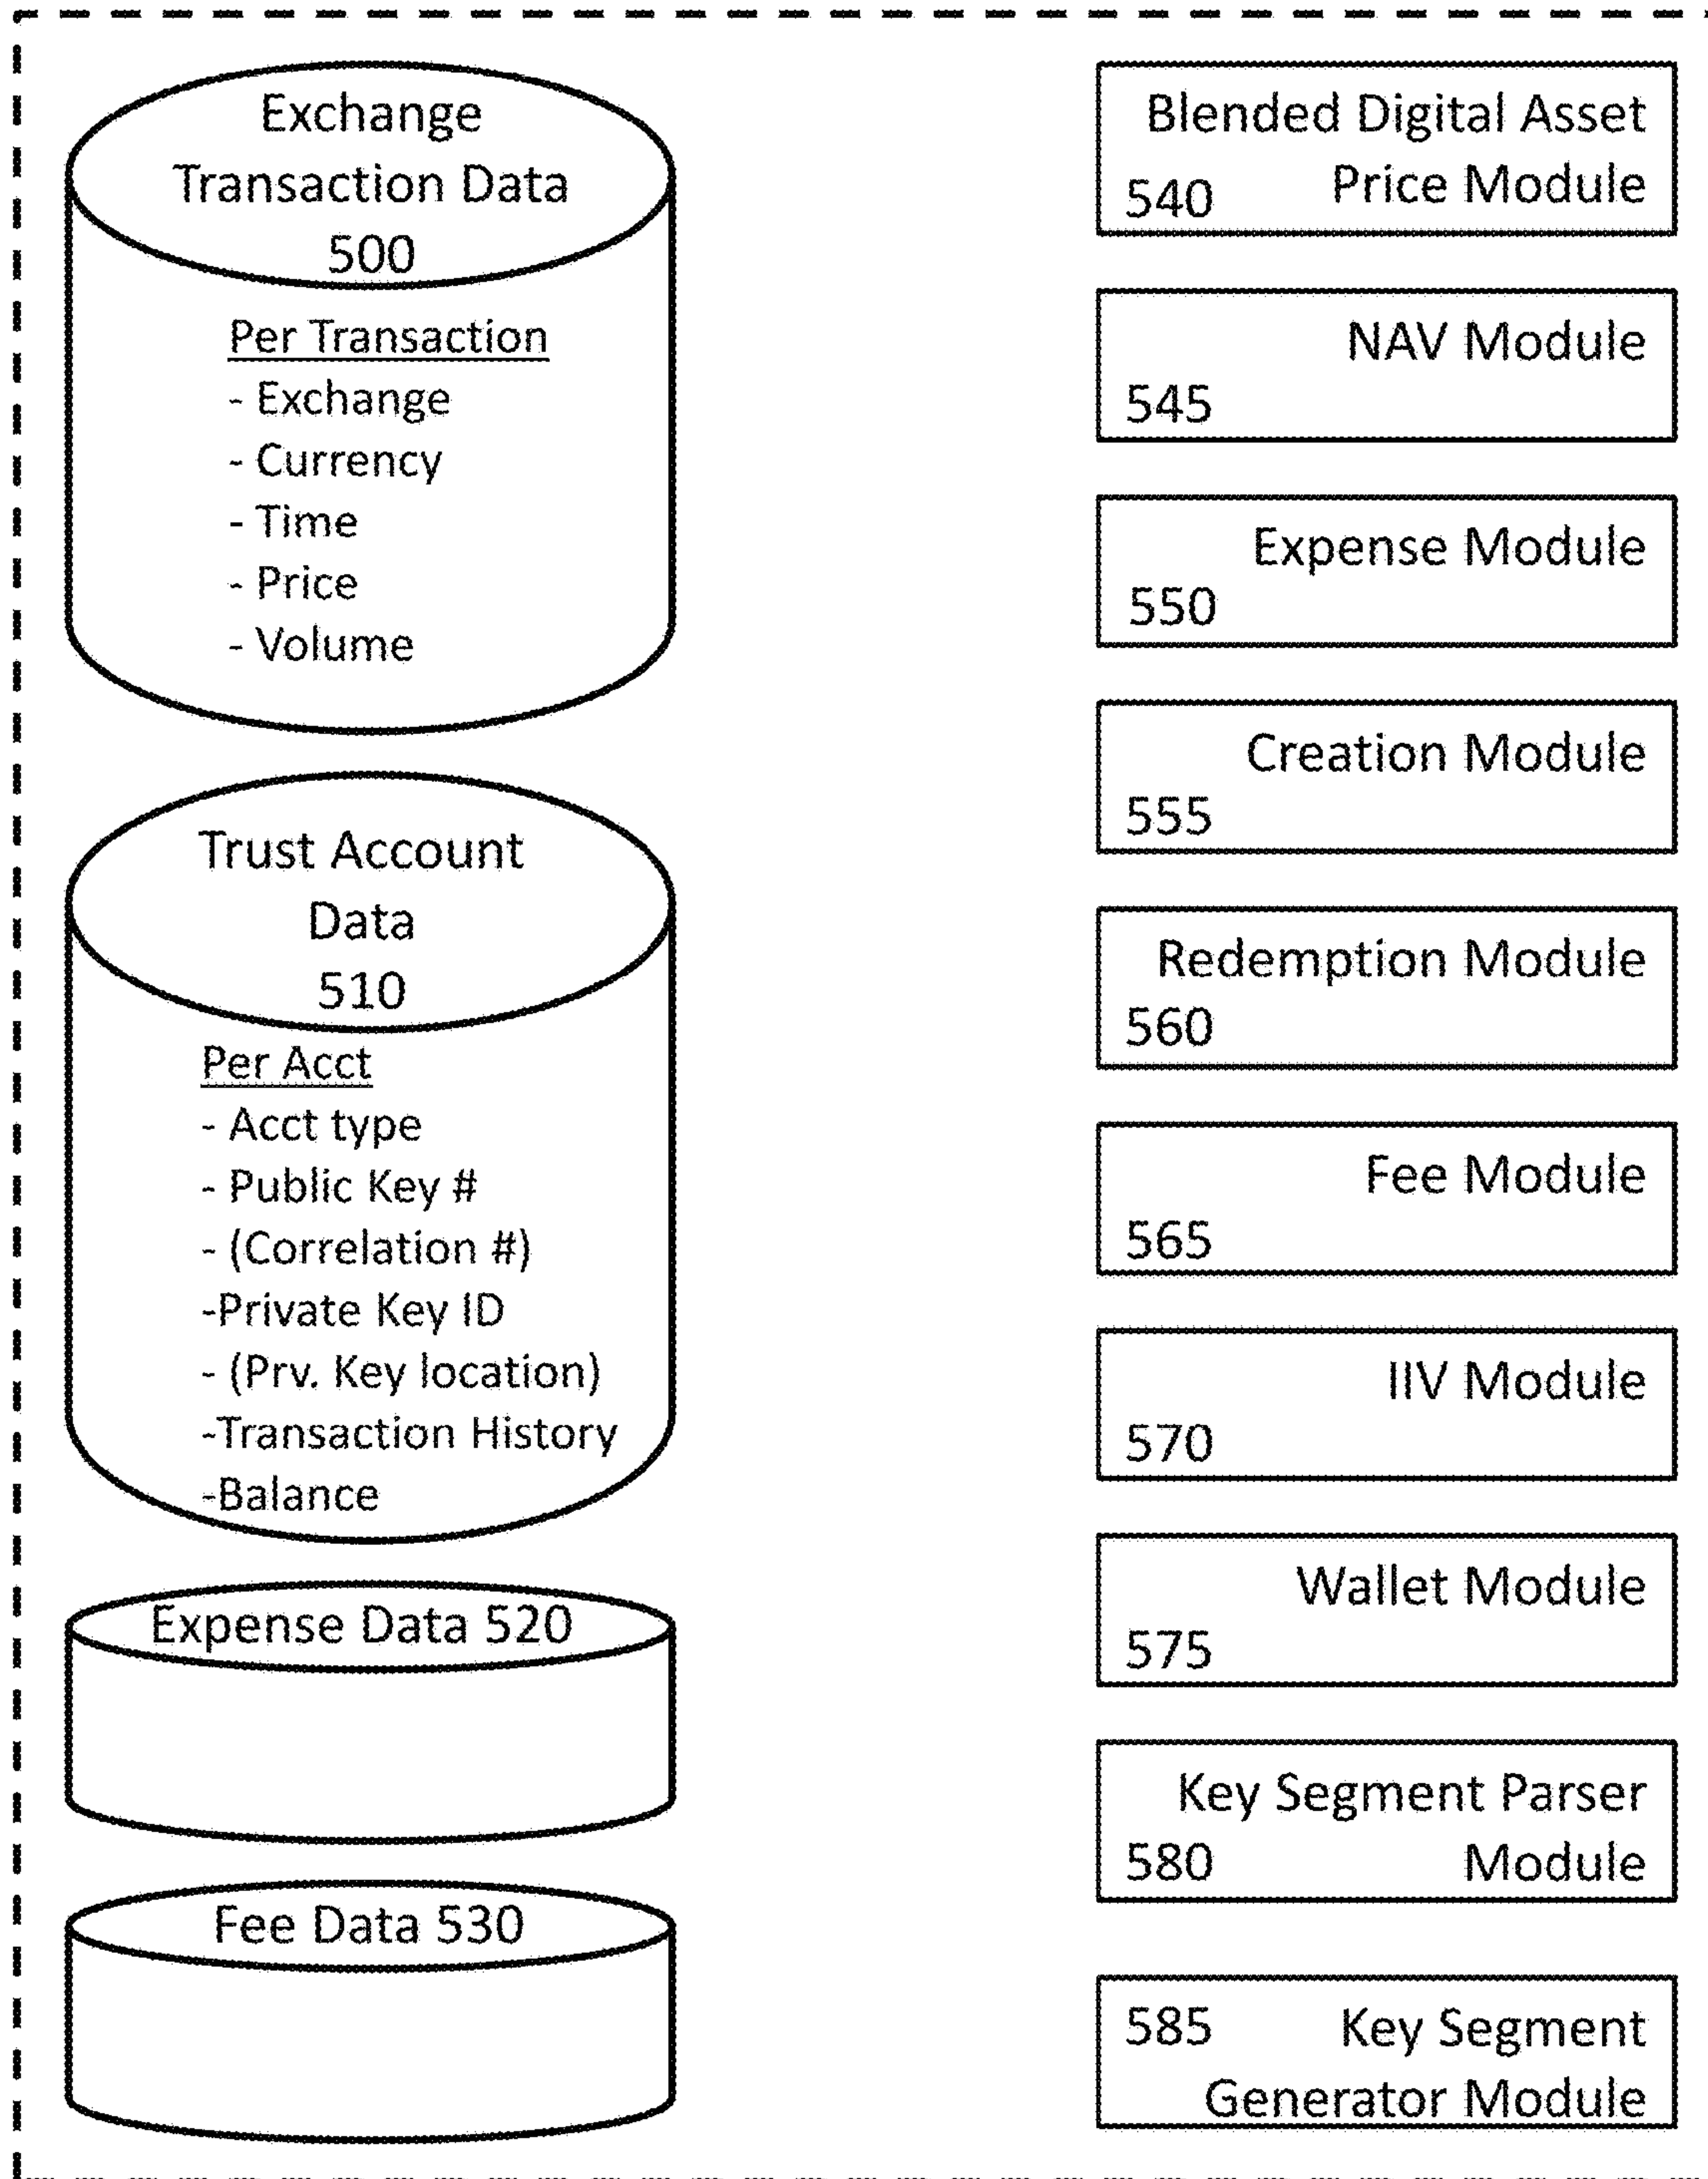 Exchange
Transaction Data
500
Per Transaction
- Exchange
- Currency
- Time
- Price
- Volume
Trust Account
Data
510
Per Acct
- Acct type
- Public Key #
- (Correlation #)
-Private Key ID
- (Prv. Key location)
-Transaction History
-Balance
Expense Data 520
Fee Data 530
Blended Digital Asset
540 Price Module
NAV Module
545
Expense Module
550
Creation Module
555
Redemption Module
560
Fee Module
565
IIV Module
570
Wallet Module
575
Key Segment Parser
580 Module
585 Key Segment
Generator Module